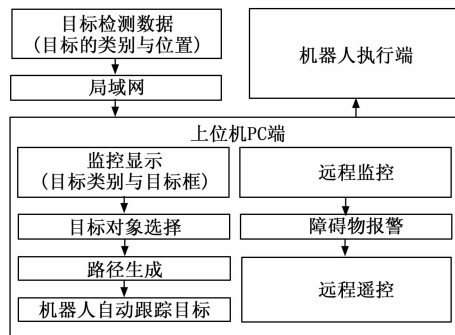 目标检测数据
(目标的类别与位置)
局域网
机器人执行端
上位机PC端
监控显示
(目标类别与目标框)
目标对象选择
路径生成
机器人自动跟踪目标
远程监控
障碍物报警
远程遥控